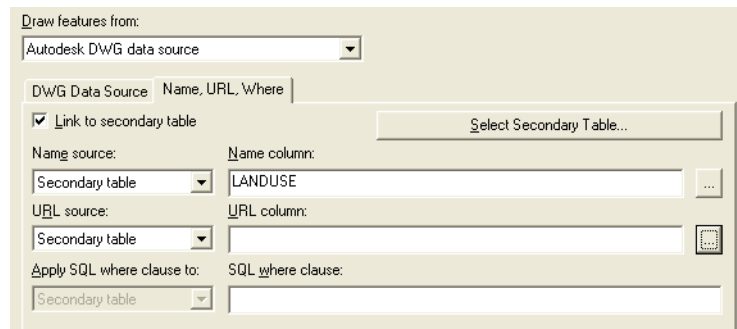 Draw features from:
Autodesk DWG data source
DWG Data Source Name, URL, Where
Link to secondary table Select Secondary Table...
Name source: Name column:
Secondary table LANDUSE ...
URL source: URL column:
Secondary table ...
Apply SQL where clause to: SQL where clause:
Secondary table